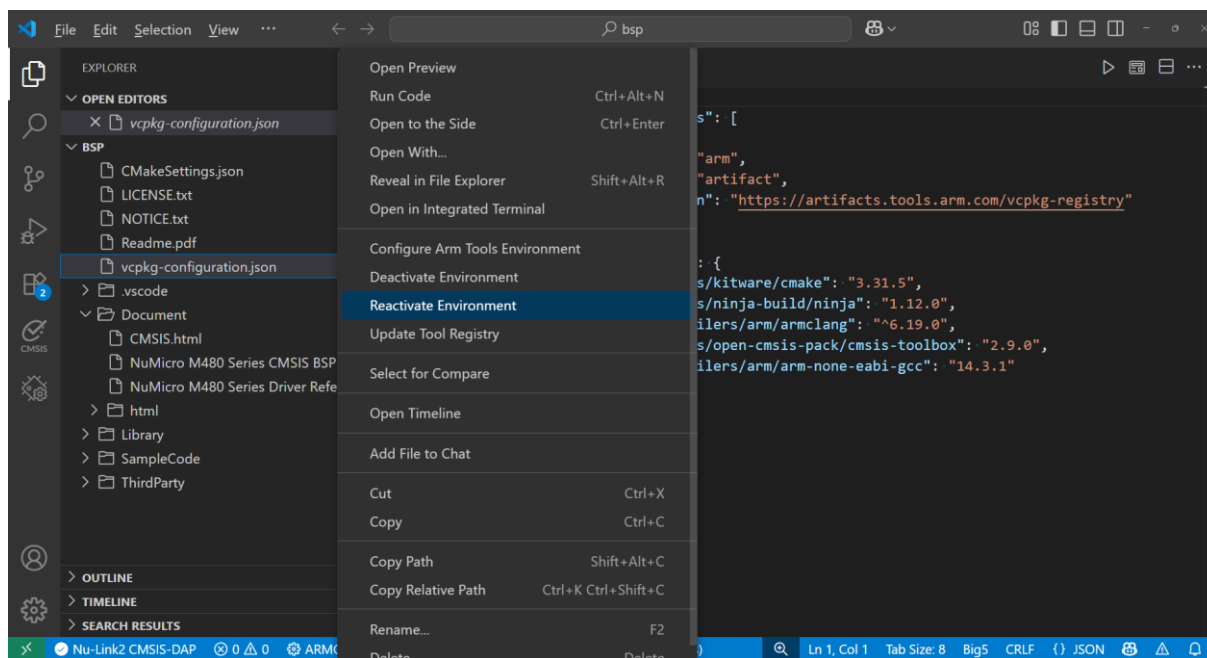 File Edit Selection View ··· bsp
EXPLORER
OPEN EDITORS
vcpkg-configuration.json
BSP
CMakeSettings.json
LICENSE.txt
NOTICE.txt
Readme.pdf
vcpkg-configuration.json
.vscode
Document
CMSIS.html
NuMicro M480 Series CMSIS BSP
NuMicro M480 Series Driver Refe
html
Library
SampleCode
ThirdParty
OUTLINE
TIMELINE
SEARCH RESULTS
2
CMSIS
Open Preview
Run Code Ctrl+Alt+N
Open to the Side Ctrl+Enter
Open With...
Reveal in File Explorer Shift+Alt+R
Open in Integrated Terminal
Configure Arm Tools Environment
Deactivate Environment
Reactivate Environment
Update Tool Registry
Select for Compare
Open Timeline
Add File to Chat
Cut Ctrl+X
Copy Ctrl+C
Copy Path Shift+Alt+C
Copy Relative Path Ctrl+K Ctrl+Shift+C
Rename... F2
Delete Delete
s": [
"arm",
"artifact",
n": "https://artifacts.tools.arm.com/vcpkg-registry"
: {
s/kitware/cmake": "3.31.5",
s/ninja-build/ninja": "1.12.0",
ilers/arm/armclang": "^6.19.0",
s/open-cmsis-pack/cmsis-toolbox": "2.9.0",
ilers/arm/arm-none-eabi-gcc": "14.3.1"
Nu-Link2 CMSIS-DAP 0 0 ARM Ln 1, Col 1 Tab Size: 8 Big5 CRLF {} JSON